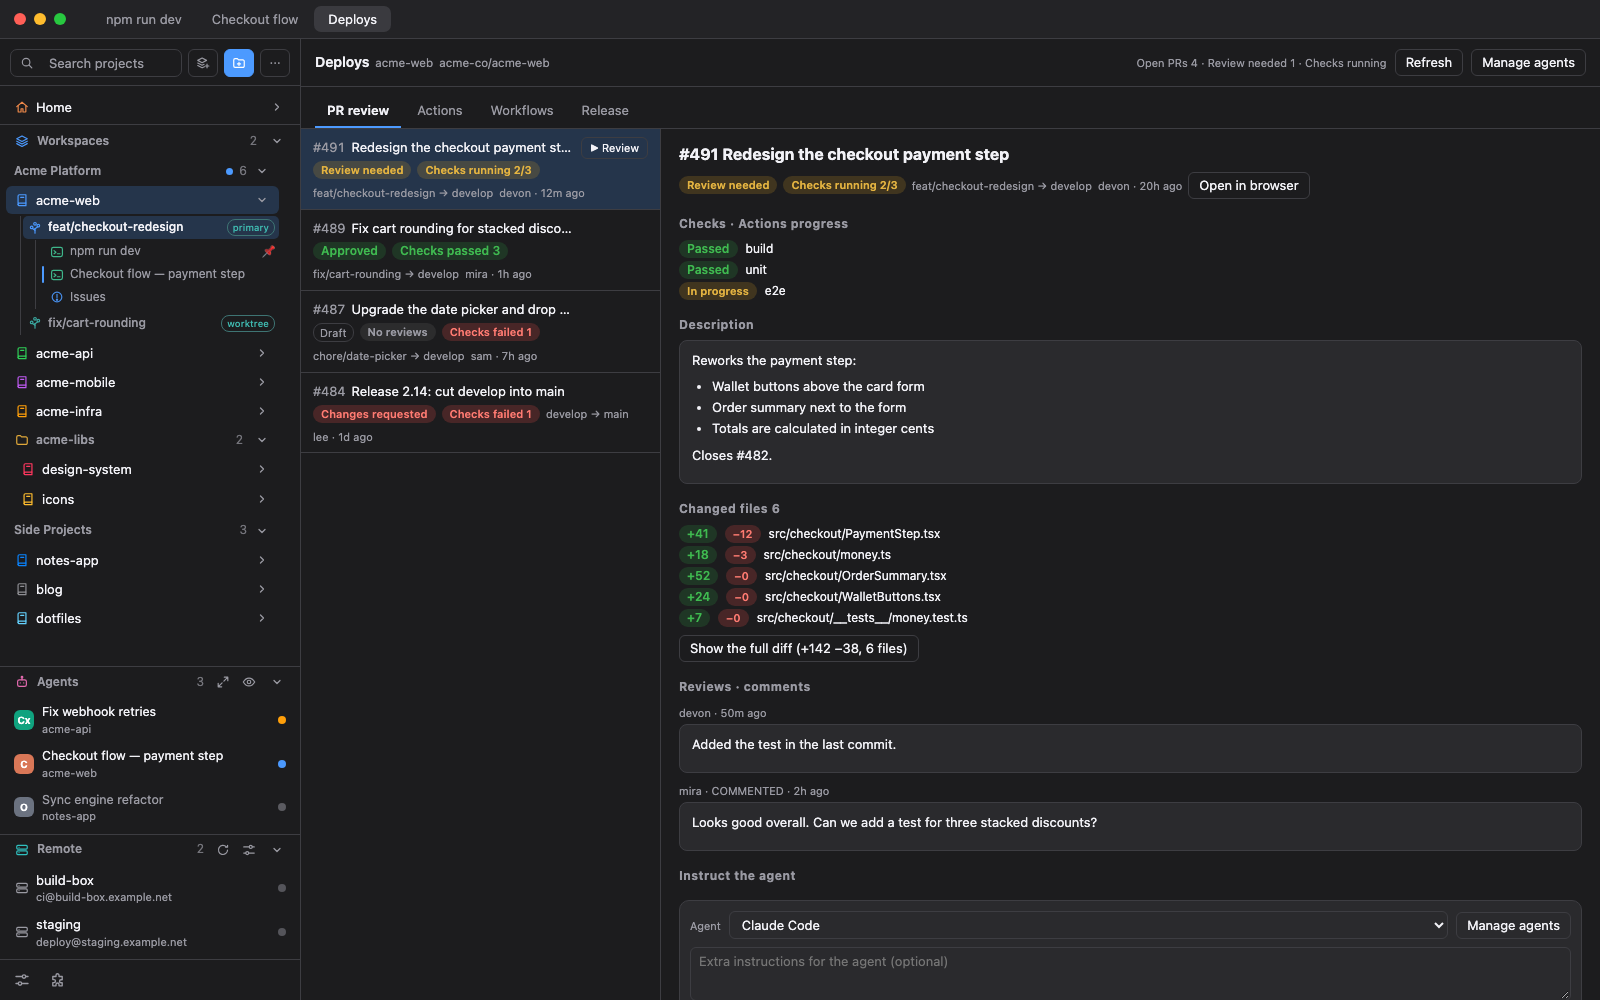 npm run dev
Checkout flow
Deploys
Search projects
Home
Workspaces 2
Acme Platform 6
acme-web
feat/checkout-redesign primary
npm run dev
Checkout flow — payment step
Issues
fix/cart-rounding worktree
acme-api
acme-mobile
acme-infra
acme-libs 2
design-system
icons
Side Projects 3
notes-app
blog
dotfiles
Agents 3
Cx Fix webhook retries
acme-api
C Checkout flow — payment step
acme-web
O Sync engine refactor
notes-app
Remote 2
build-box
ci@build-box.example.net
staging
deploy@staging.example.net
Deploys acme-web acme-co/acme-web
Open PRs 4 · Review needed 1 · Checks running
Refresh
Manage agents
PR review
Actions
Workflows
Release
#491 Redesign the checkout payment st...
Review
Review needed Checks running 2/3
feat/checkout-redesign → develop devon · 12m ago
#489 Fix cart rounding for stacked disco...
Approved Checks passed 3
fix/cart-rounding → develop mira · 1h ago
#487 Upgrade the date picker and drop ...
Draft No reviews Checks failed 1
chore/date-picker → develop sam · 7h ago
#484 Release 2.14: cut develop into main
Changes requested Checks failed 1 develop → main
lee · 1d ago
#491 Redesign the checkout payment step
Review needed Checks running 2/3 feat/checkout-redesign → develop devon · 20h ago Open in browser
Checks · Actions progress
Passed build
Passed unit
In progress e2e
Description
Reworks the payment step:
• Wallet buttons above the card form
• Order summary next to the form
• Totals are calculated in integer cents
Closes #482.
Changed files 6
+41 −12 src/checkout/PaymentStep.tsx
+18 −3 src/checkout/money.ts
+52 −0 src/checkout/OrderSummary.tsx
+24 −0 src/checkout/WalletButtons.tsx
+7 −0 src/checkout/__tests__/money.test.ts
Show the full diff (+142 −38, 6 files)
Reviews · comments
devon · 50m ago
Added the test in the last commit.
mira · COMMENTED · 2h ago
Looks good overall. Can we add a test for three stacked discounts?
Instruct the agent
Agent Claude Code Manage agents
Extra instructions for the agent (optional)